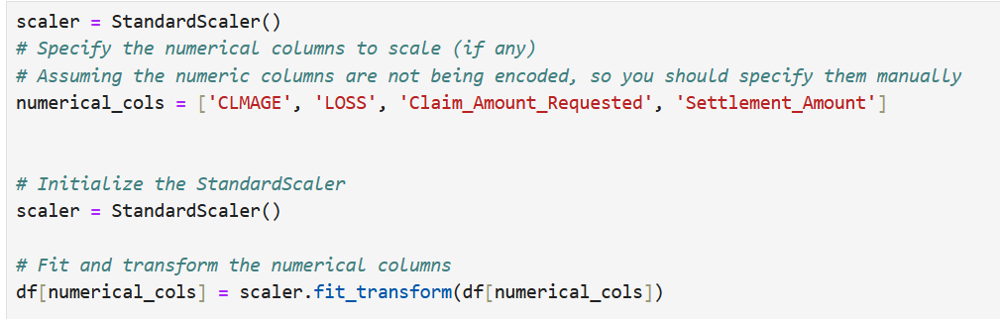 scaler = StandardScaler()
# Specify the numerical columns to scale (if any)
# Assuming the numeric columns are not being encoded, so you should specify them manually
numerical_cols = ['CLMAGE', 'LOSS', 'Claim_Amount_Requested', 'Settlement_Amount']
# Initialize the StandardScaler
scaler = StandardScaler()
# Fit and transform the numerical columns
df[numerical_cols] = scaler.fit_transform(df[numerical_cols])